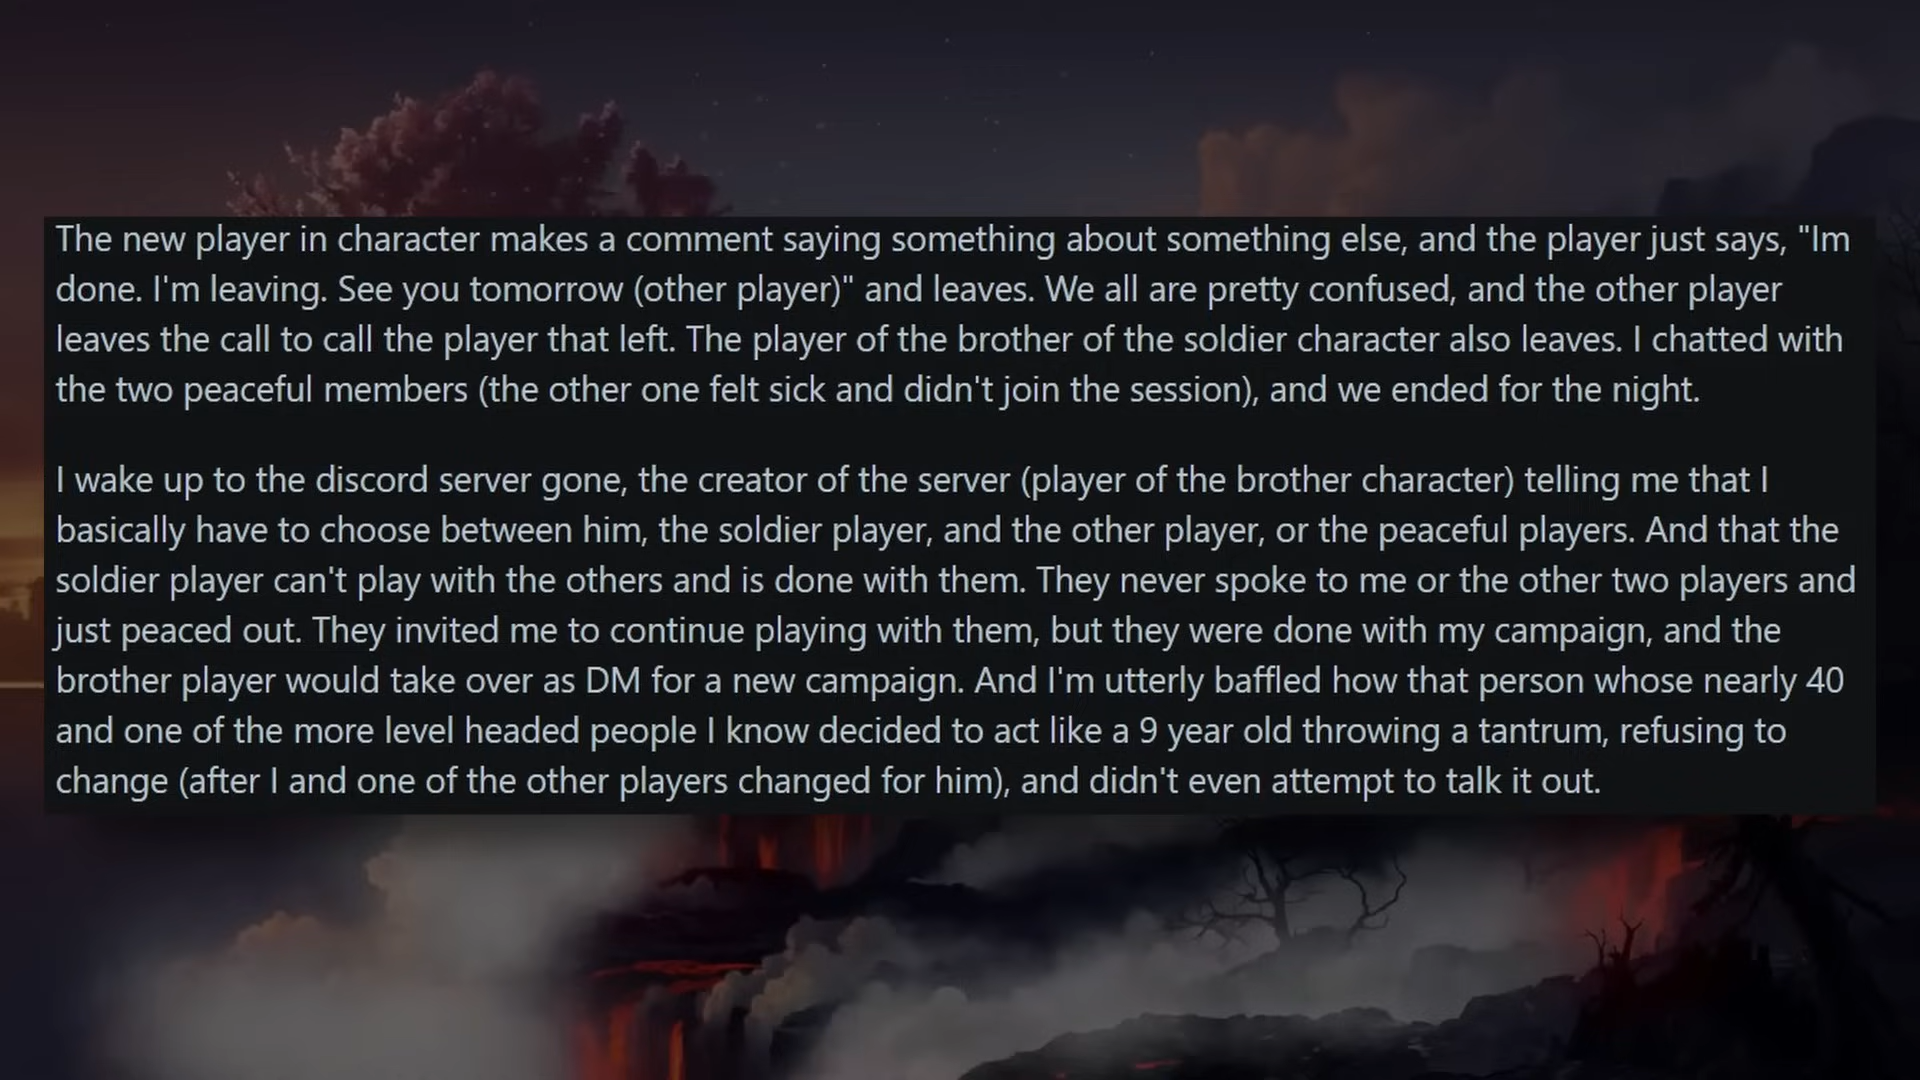 The new player in character makes a comment saying something about something else, and the player just says, "Im
done. I'm leaving. See you tomorrow (other player)" and leaves. We all are pretty confused, and the other player
leaves the call to call the player that left. The player of the brother of the soldier character also leaves. I chatted with
the two peaceful members (the other one felt sick and didn't join the session), and we ended for the night.
I wake up to the discord server gone, the creator of the server (player of the brother character) telling me that I
basically have to choose between him, the soldier player, and the other player, or the peaceful players. And that the
soldier player can't play with the others and is done with them. They never spoke to me or the other two players and
just peaced out. They invited me to continue playing with them, but they were done with my campaign, and the
brother player would take over as DM for a new campaign. And I'm utterly baffled how that person whose nearly 40
and one of the more level headed people I know decided to act like a 9 year old throwing a tantrum, refusing to
change (after I and one of the other players changed for him), and didn't even attempt to talk it out.